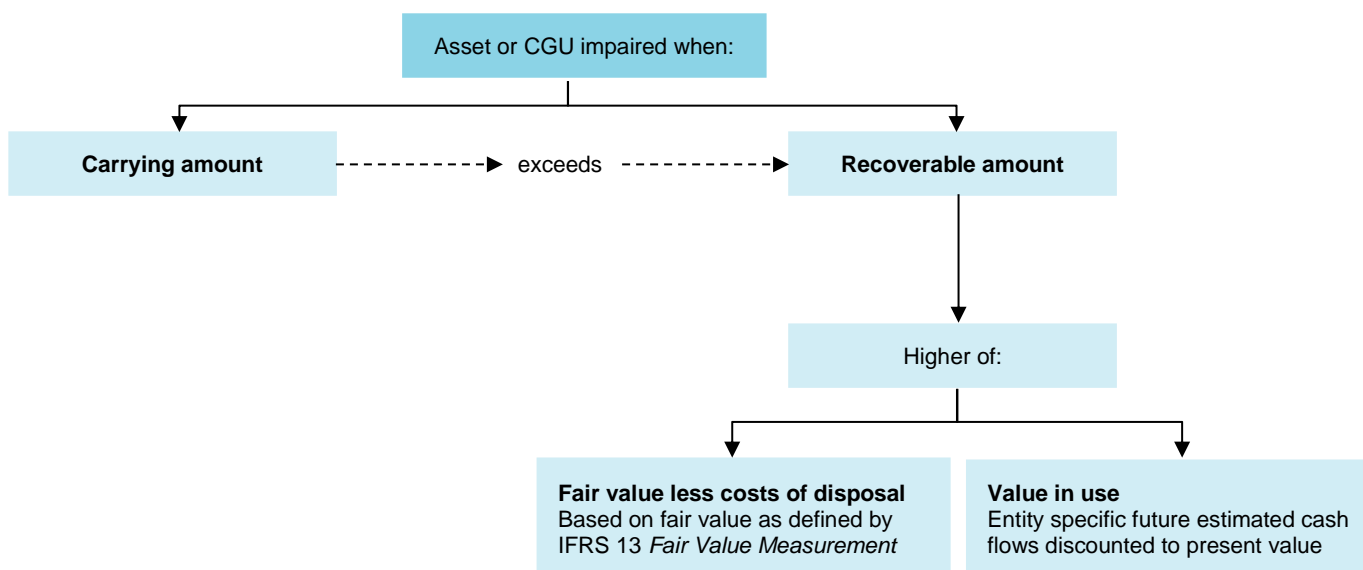 Asset or CGU impaired when:
Carrying amount
exceeds
Recoverable amount
Higher of:
Fair value less costs of disposal
Based on fair value as defined by
IFRS 13 Fair Value Measurement
Value in use
Entity specific future estimated cash
flows discounted to present value